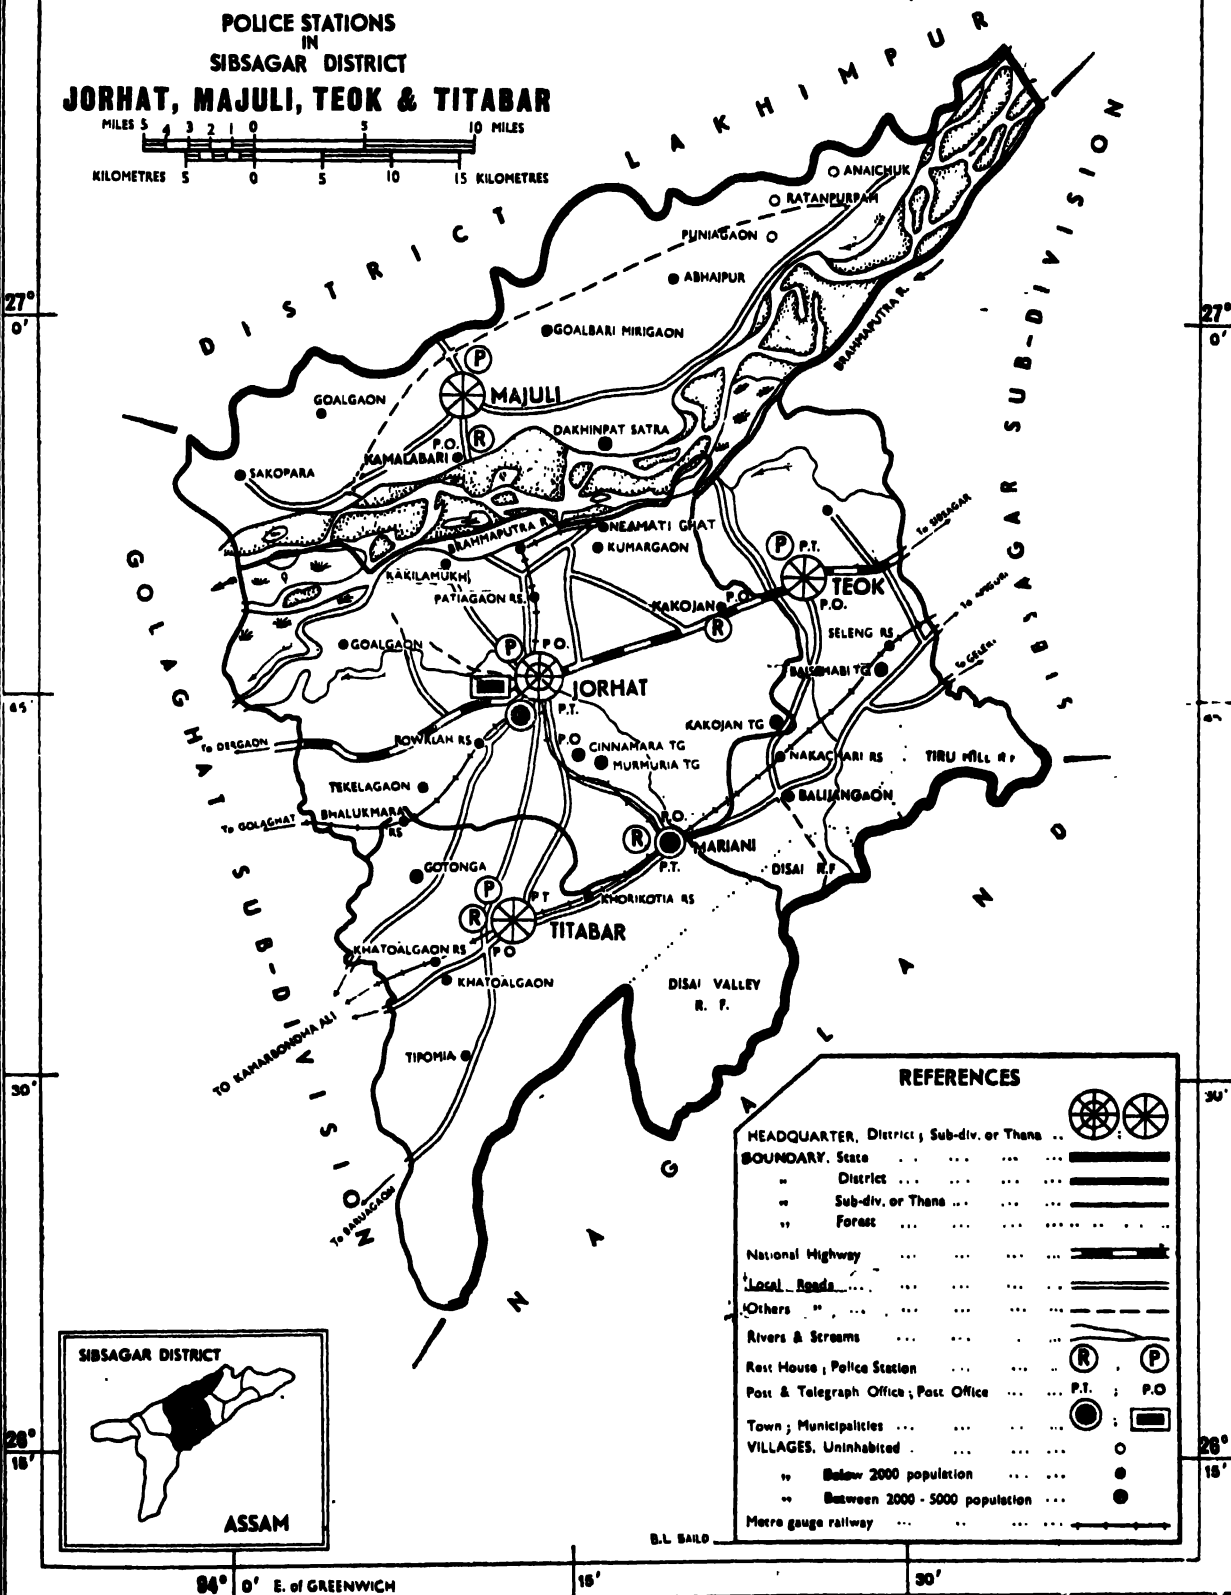 POLICE STATIONS
IN
SIBSAGAR DISTRICT
JORHAT, MAJULI, TEOK & TITABAR
MILES 5 4 3 2 1 0 5 10 MILES
KILOMETRES 5 0 5 10 15 KILOMETRES
DISTRICT LAKHIMPUR
SIBSAGAR SUB-DIVISION
GOLAGHAT SUB-DIVISION
NAGALAND
27° 0'
27° 0'
ANAICHUK
RATANPURPAM
PUNIAGAON
ABHAIPUR
GOALBARI MIRIGAON
BRAHMAPUTRA R.
P
MAJULI
GOALGAON
DAKHINPAT SATRA
P.O. R
KAMALABARI
SAKOPARA
BRAHMAPUTRA R.
NEAMATI GHAT
KUMARGAON
KAKILAMUKH
PATIAGAON RS.
P P.T.
TO SIBSAGAR
TEOK
P.O.
KAKOJAN P.O.
R
SELENG RS
TO GELEKI
BAISAHABI TG
GOALGAON
P P.O.
JORHAT
P.T.
KAKOJAN TG
45'
TO DERGAON
ROWRIAH RS
P.O
CINNAMARA TG
MURMURIA TG
NAKACHARI RS
TIRU HILL R.F
TEKELAGAON
BALIJANGAON
TO GOLAGHAT
BHALUKMARA RS
P.O.
R
MARIANI
P.T.
DISAI R.F
GOTONGA
P
P T
KHORIKOTIA RS
R
TITABAR
P O
KHATOALGAON RS
KHATOALGAON
DISAI VALLEY
R. F.
TO KAMARBONDHA ALI
TIPOMIA
30'
30'
TO BARUAGAON
REFERENCES
HEADQUARTER, District; Sub-div. or Thana .. ;
BOUNDARY. State
" District
" Sub-div. or Thana
" Forest
National Highway
Local Roads
Others "
Rivers & Streams
Rest House; Police Station R , P
Post & Telegraph Office; Post Office P.T. ; P.O
Town; Municipalities ;
VILLAGES. Uninhabited
" Below 2000 population
" Between 2000 - 5000 population
Metre gauge railway
SIBSAGAR DISTRICT
ASSAM
26° 15'
26° 15'
94° 0' E. of GREENWICH
15'
30'